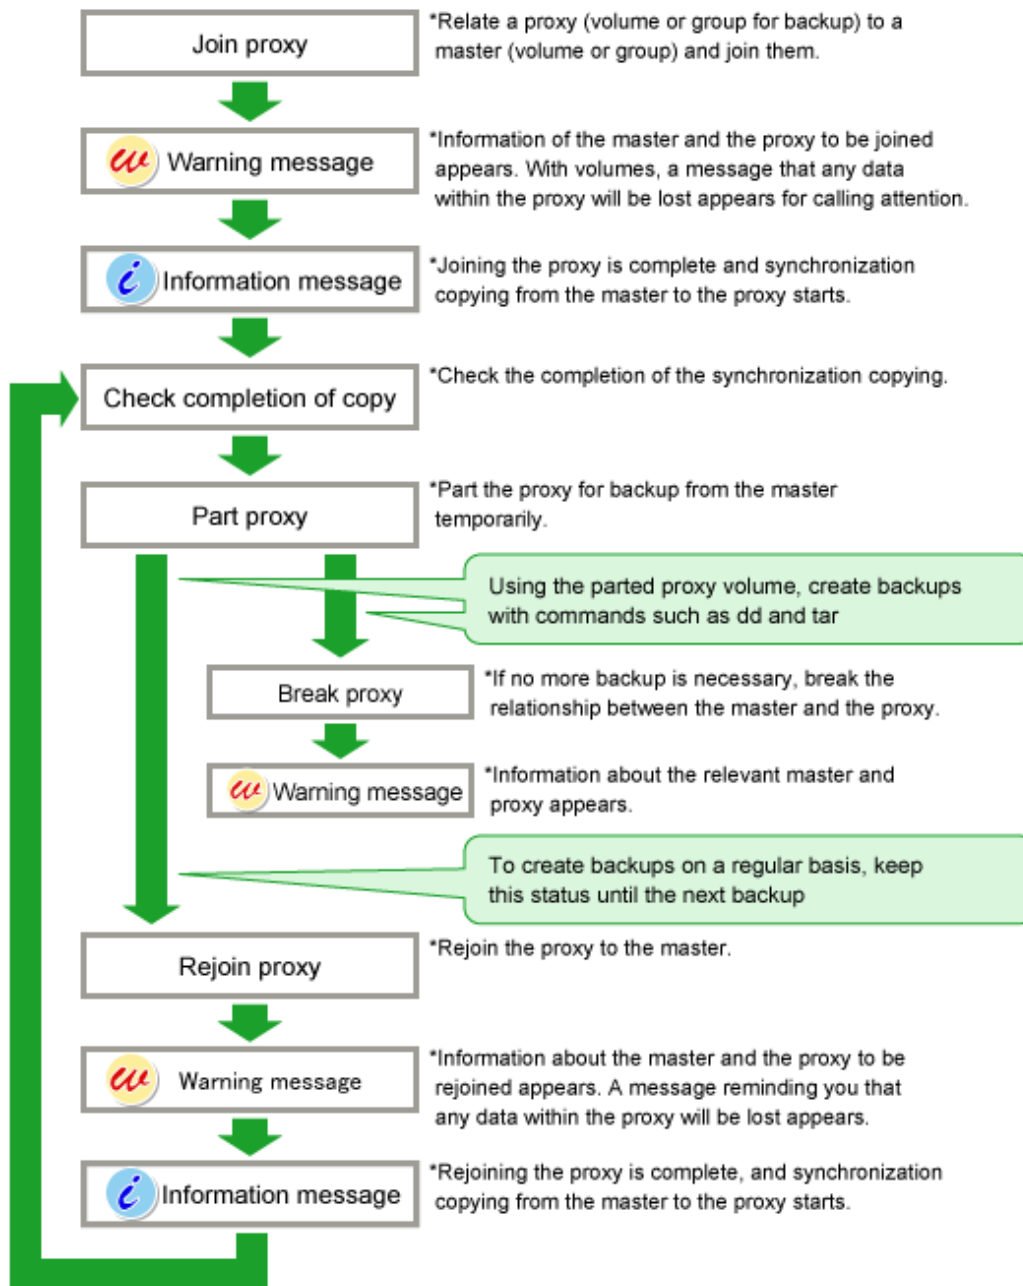 Join proxy
*Relate a proxy (volume or group for backup) to a
master (volume or group) and join them.
Warning message
*Information of the master and the proxy to be joined
appears. With volumes, a message that any data
within the proxy will be lost appears for calling attention.
Information message
*Joining the proxy is complete and synchronization
copying from the master to the proxy starts.
Check completion of copy
*Check the completion of the synchronization copying.
Part proxy
*Part the proxy for backup from the master
temporarily.
Using the parted proxy volume, create backups
with commands such as dd and tar
Break proxy
*If no more backup is necessary, break the
relationship between the master and the proxy.
Warning message
*Information about the relevant master and
proxy appears.
To create backups on a regular basis, keep
this status until the next backup
Rejoin proxy
*Rejoin the proxy to the master.
Warning message
*Information about the master and the proxy to be
rejoined appears. A message reminding you that
any data within the proxy will be lost appears.
Information message
*Rejoining the proxy is complete, and synchronization
copying from the master to the proxy starts.